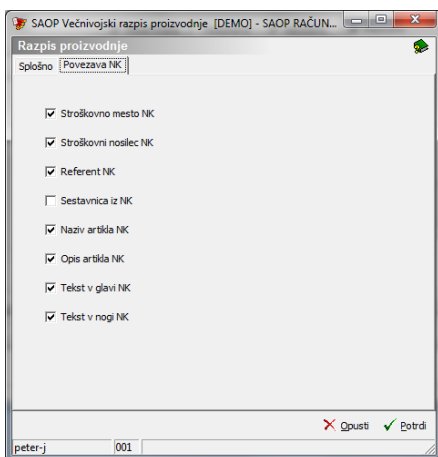 SAOP Večnivojski razpis proizvodnje [DEMO] - SAOP RAČUN...
Razpis proizvodnje
Splošno Povezava NK
Stroškovno mesto NK
Stroškovni nosilec NK
Referent NK
Sestavnica iz NK
Naziv artikla NK
Opis artikla NK
Tekst v glavi NK
Tekst v nogi NK
Opusti Potrdi
peter-j 001